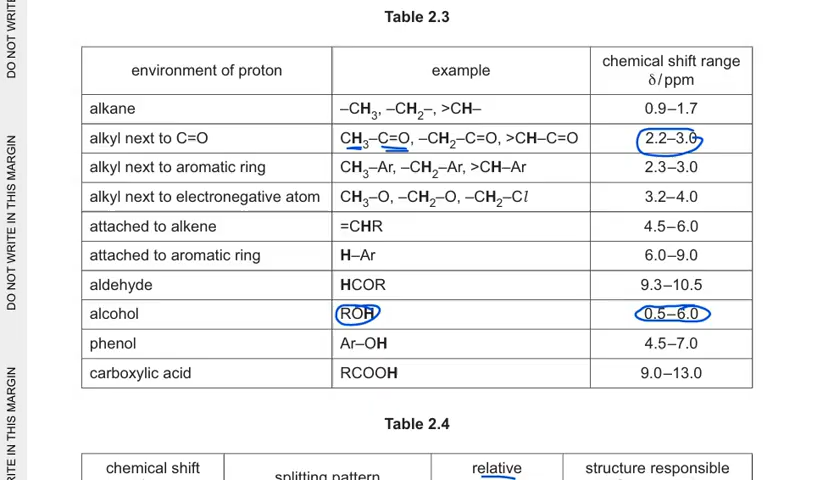 DO NOT WRITE
DO NOT WRITE IN THIS MARGIN
RITE IN THIS MARGIN
Table 2.3
environment of proton example chemical shift range δ/ppm
alkane –CH3, –CH2–, >CH– 0.9–1.7
alkyl next to C=O CH3–C=O, –CH2–C=O, >CH–C=O 2.2–3.0
alkyl next to aromatic ring CH3–Ar, –CH2–Ar, >CH–Ar 2.3–3.0
alkyl next to electronegative atom CH3–O, –CH2–O, –CH2–Cl 3.2–4.0
attached to alkene =CHR 4.5–6.0
attached to aromatic ring H–Ar 6.0–9.0
aldehyde HCOR 9.3–10.5
alcohol ROH 0.5–6.0
phenol Ar–OH 4.5–7.0
carboxylic acid RCOOH 9.0–13.0
Table 2.4
chemical shift splitting pattern relative structure responsible